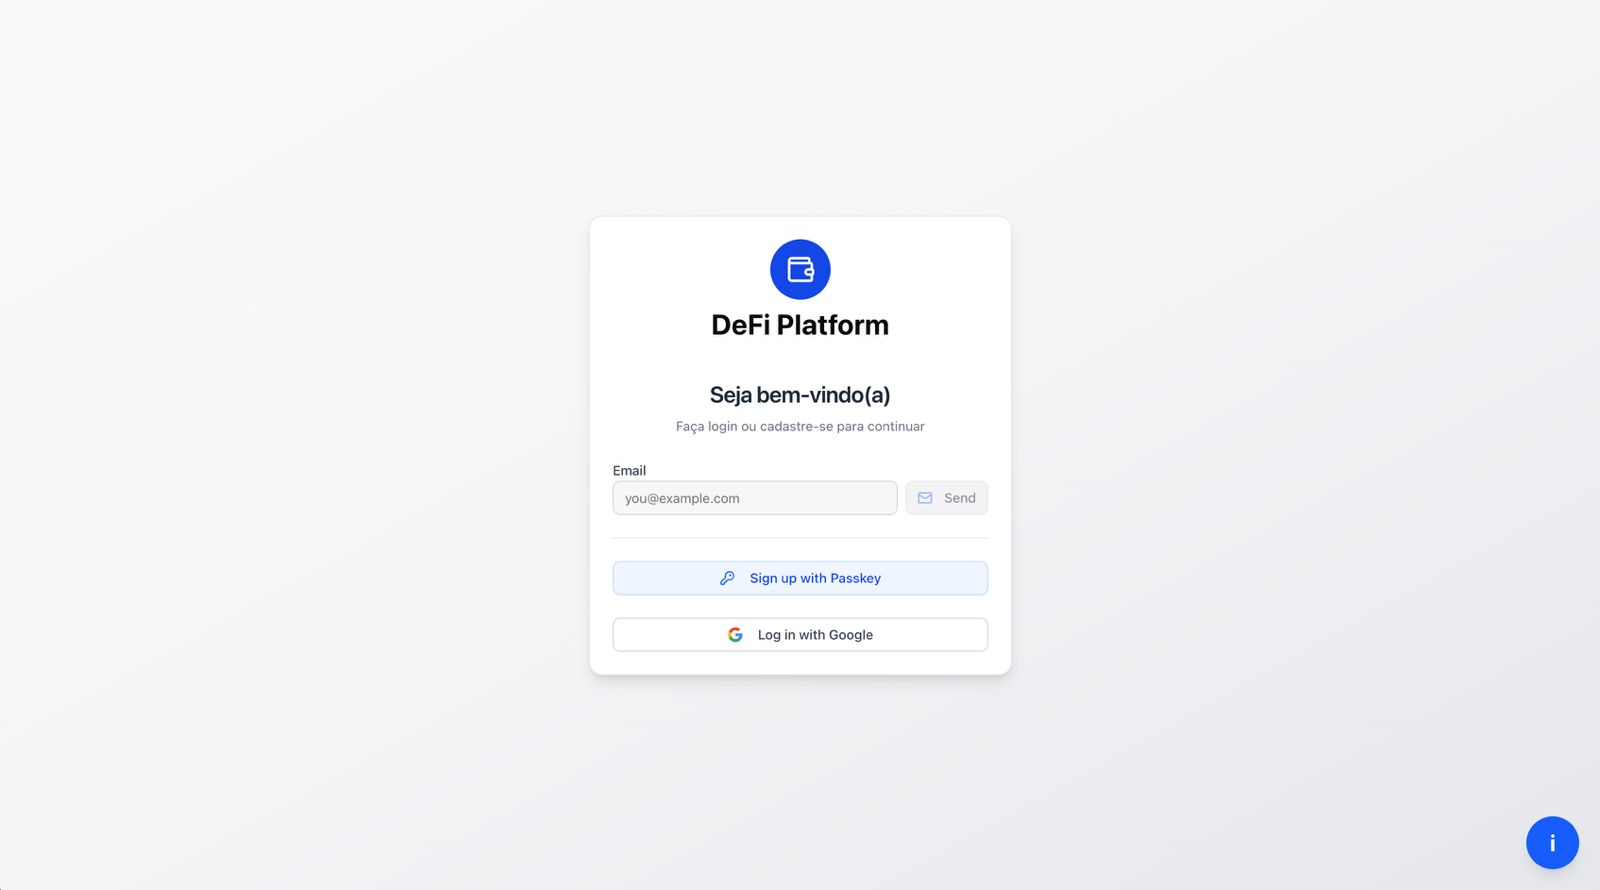 DeFi Platform
Seja bem-vindo(a)
Faça login ou cadastre-se para continuar
Email
you@example.com
Send
Sign up with Passkey
Log in with Google
i